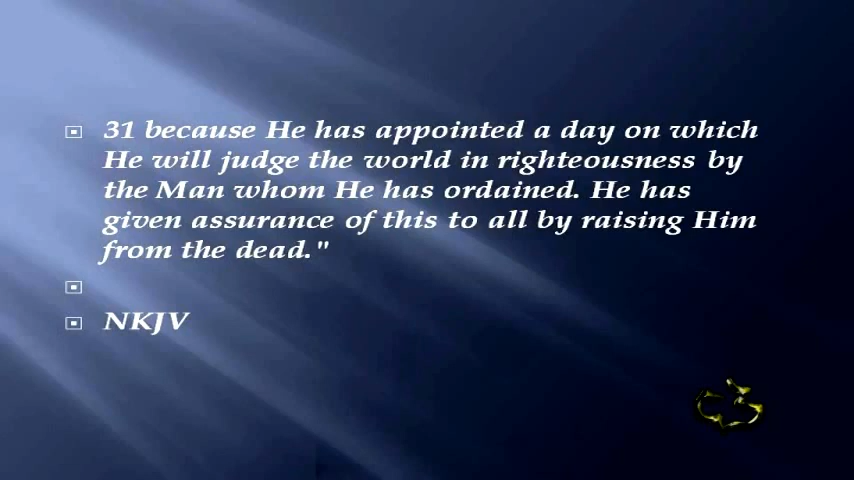 31 because He has appointed a day on which
He will judge the world in righteousness by
the Man whom He has ordained. He has
given assurance of this to all by raising Him
from the dead."
NKJV